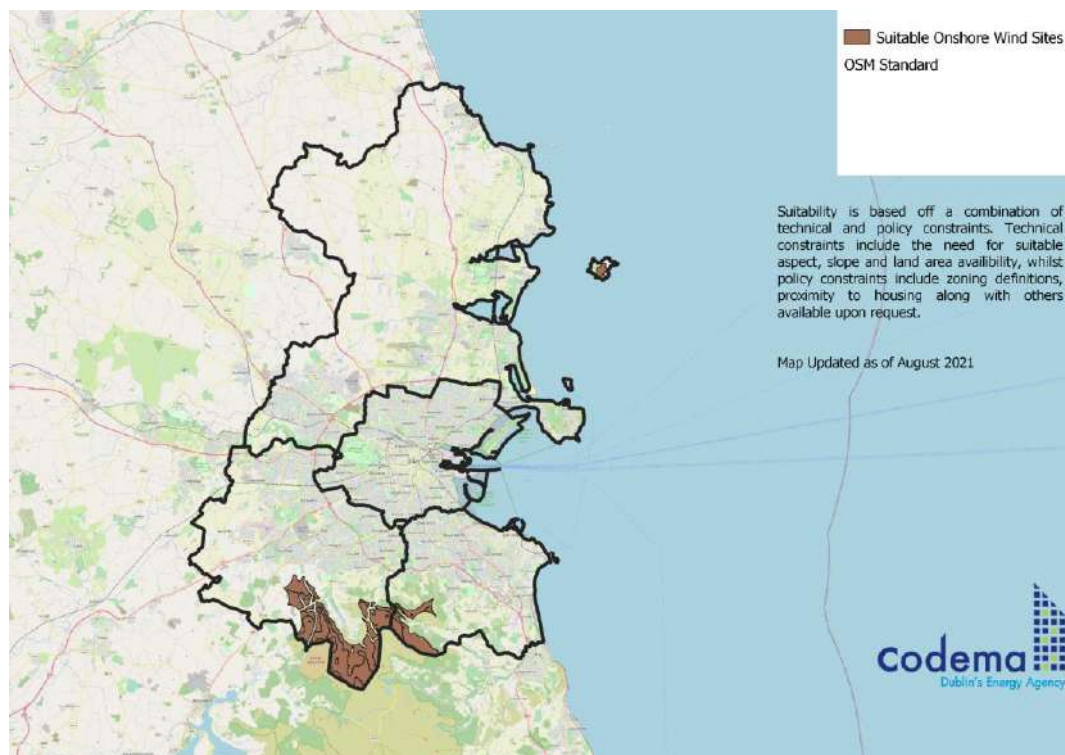 Suitable Onshore Wind Sites
OSM Standard
Suitability is based off a combination of
technical and policy constraints. Technical
constraints include the need for suitable
aspect, slope and land area availibility, whilst
policy constraints include zoning definitions,
proximity to housing along with others
available upon request.
Map Updated as of August 2021
codema
Dublin's Energy Agency